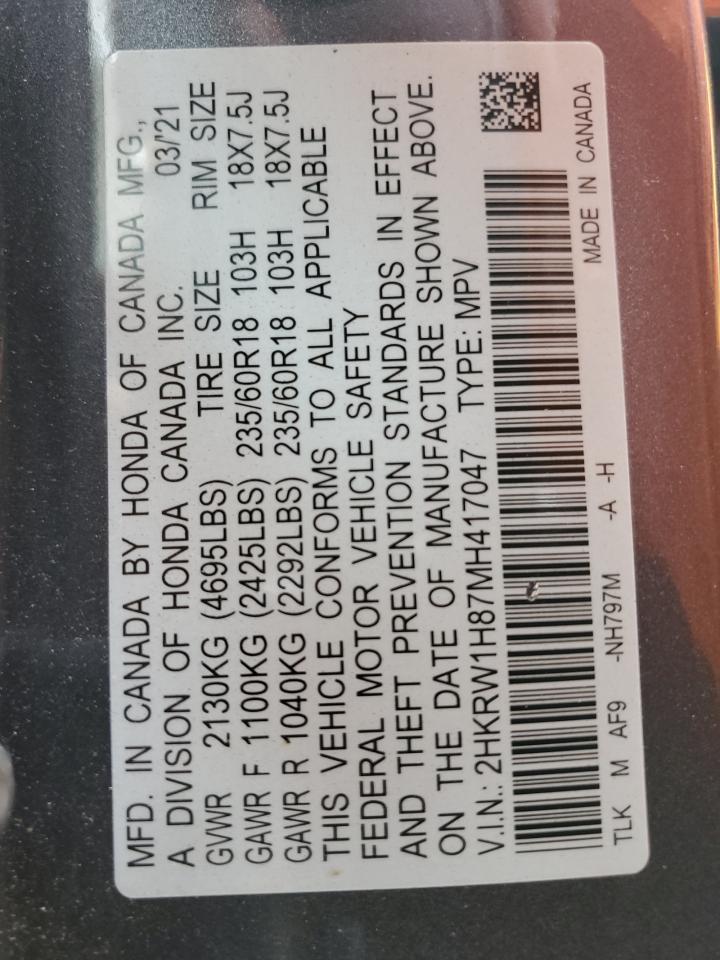 MFD. IN CANADA BY HONDA OF CANADA MFG.,
A DIVISION OF HONDA CANADA INC. 03/'21
GVWR 2130KG (4695LBS) TIRE SIZE RIM SIZE
GAWR F 1100KG (2425LBS) 235/60R18 103H 18X7.5J
GAWR R 1040KG (2292LBS) 235/60R18 103H 18X7.5J
THIS VEHICLE CONFORMS TO ALL APPLICABLE
FEDERAL MOTOR VEHICLE SAFETY
AND THEFT PREVENTION STANDARDS IN EFFECT
ON THE DATE OF MANUFACTURE SHOWN ABOVE.
V.I.N.: 2HKRW1H87MH417047 TYPE: MPV
TLK M AF9 -NH797M -A -H MADE IN CANADA